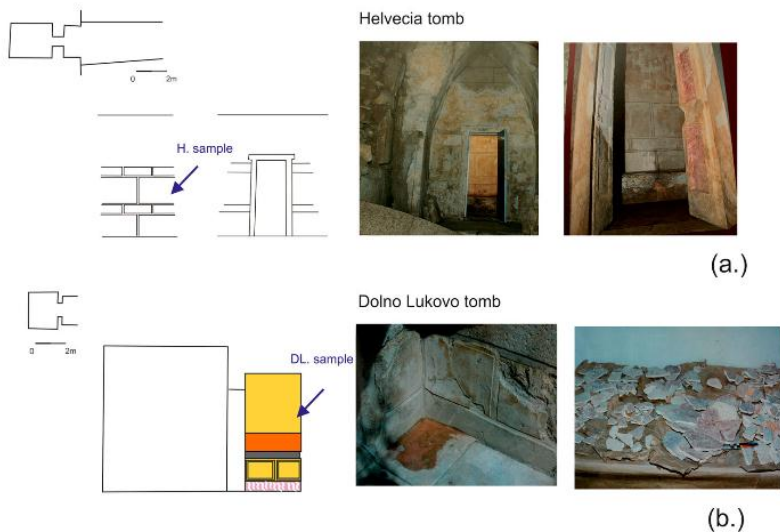 Helvecia tomb
0 2m
H. sample
(a.)
Dolno Lukovo tomb
0 2m
DL. sample
(b.)